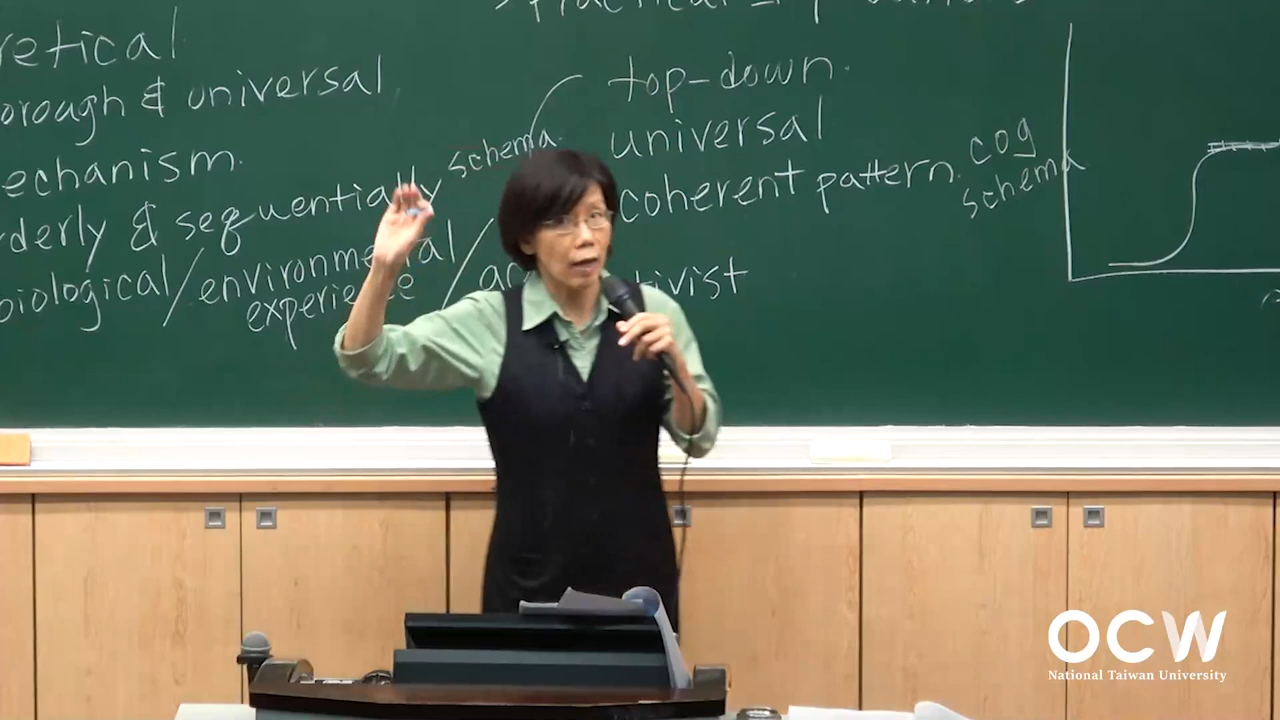 retical
orough & universal
echanism.
derly & sequentially
biological/environmental
experience
schema.
top-down.
universal
coherent pattern.
cog
schema
OCW
National Taiwan University